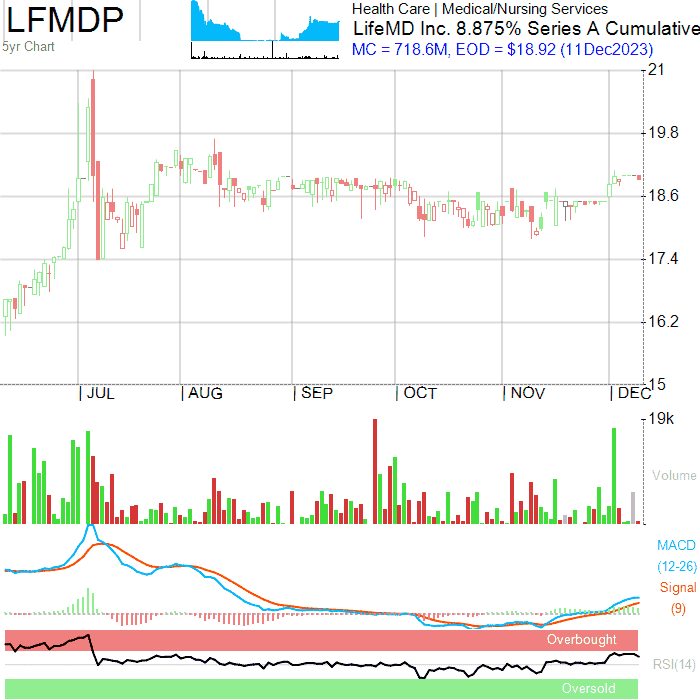 LFMDP
5yr Chart
Health Care | Medical/Nursing Services
LifeMD Inc. 8.875% Series A Cumulative
MC = 718.6M, EOD = $18.92 (11Dec2023)
21
19.8
18.6
17.4
16.2
15
| JUL | AUG | SEP | OCT | NOV | DEC
19k
Volume
MACD
(12-26)
Signal
(9)
Overbought
RSI(14)
Oversold